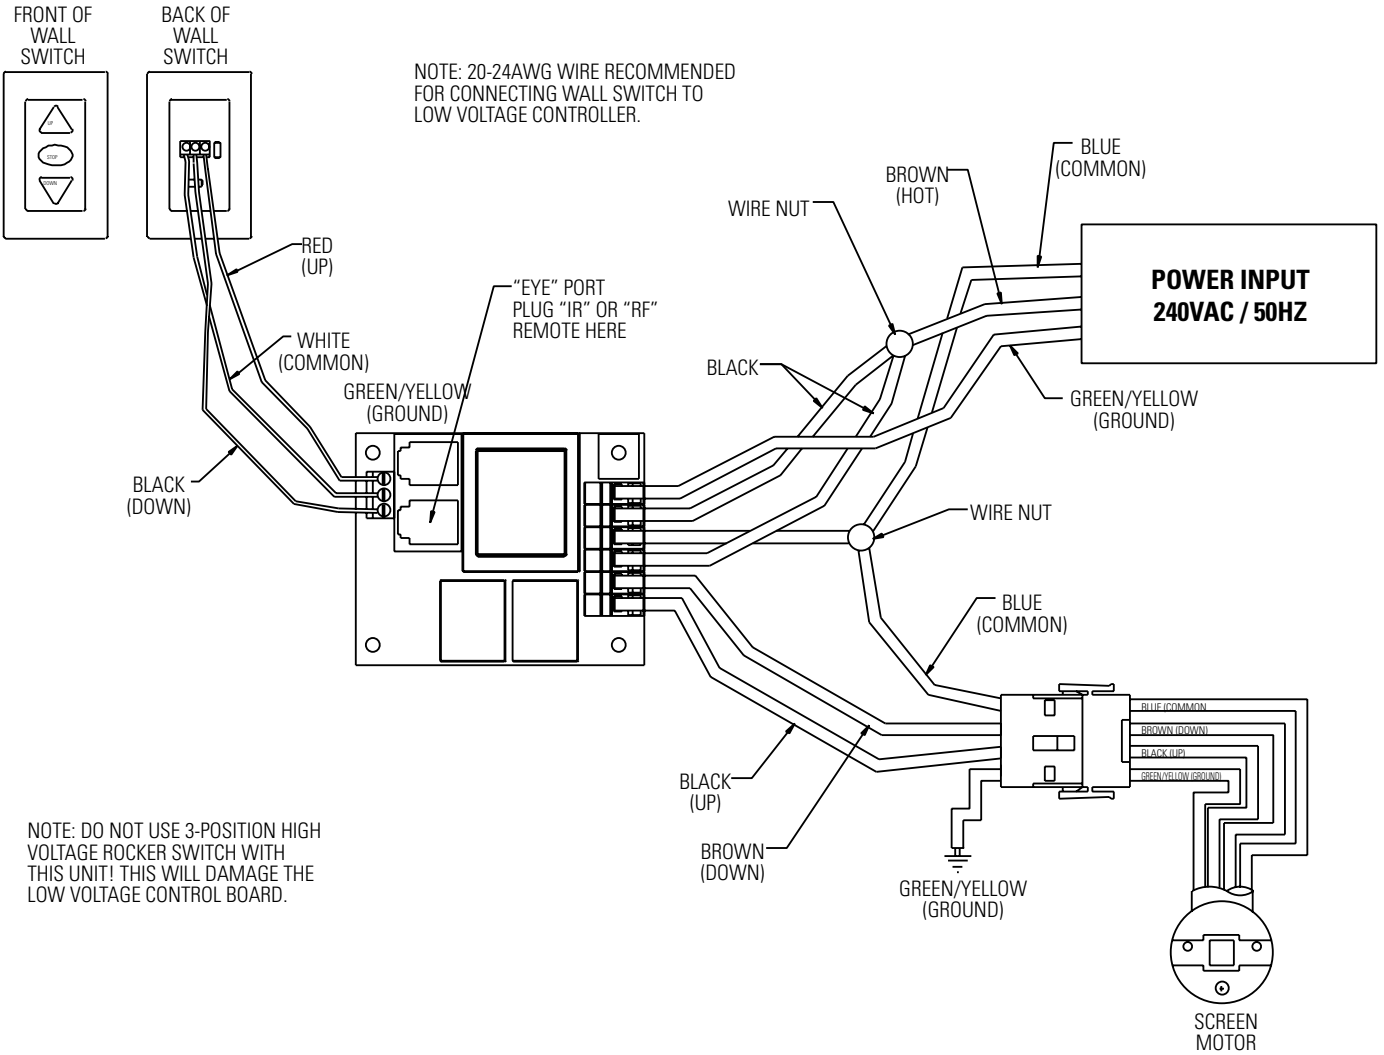 FRONT OF
WALL
SWITCH
BACK OF
WALL
SWITCH
NOTE: 20-24AWG WIRE RECOMMENDED
FOR CONNECTING WALL SWITCH TO
LOW VOLTAGE CONTROLLER.
UP
STOP
DOWN
BLUE
(COMMON)
BROWN
(HOT)
WIRE NUT
RED
(UP)
"EYE" PORT
PLUG "IR" OR "RF"
REMOTE HERE
POWER INPUT
240VAC / 50HZ
WHITE
(COMMON)
BLACK
GREEN/YELLOW
(GROUND)
GREEN/YELLOW
(GROUND)
BLACK
(DOWN)
WIRE NUT
BLUE
(COMMON)
BLUE (COMMON
BROWN (DOWN)
BLACK (UP)
GREEN/YELLOW (GROUND)
BLACK
(UP)
BROWN
(DOWN)
NOTE: DO NOT USE 3-POSITION HIGH
VOLTAGE ROCKER SWITCH WITH
THIS UNIT! THIS WILL DAMAGE THE
LOW VOLTAGE CONTROL BOARD.
GREEN/YELLOW
(GROUND)
SCREEN
MOTOR